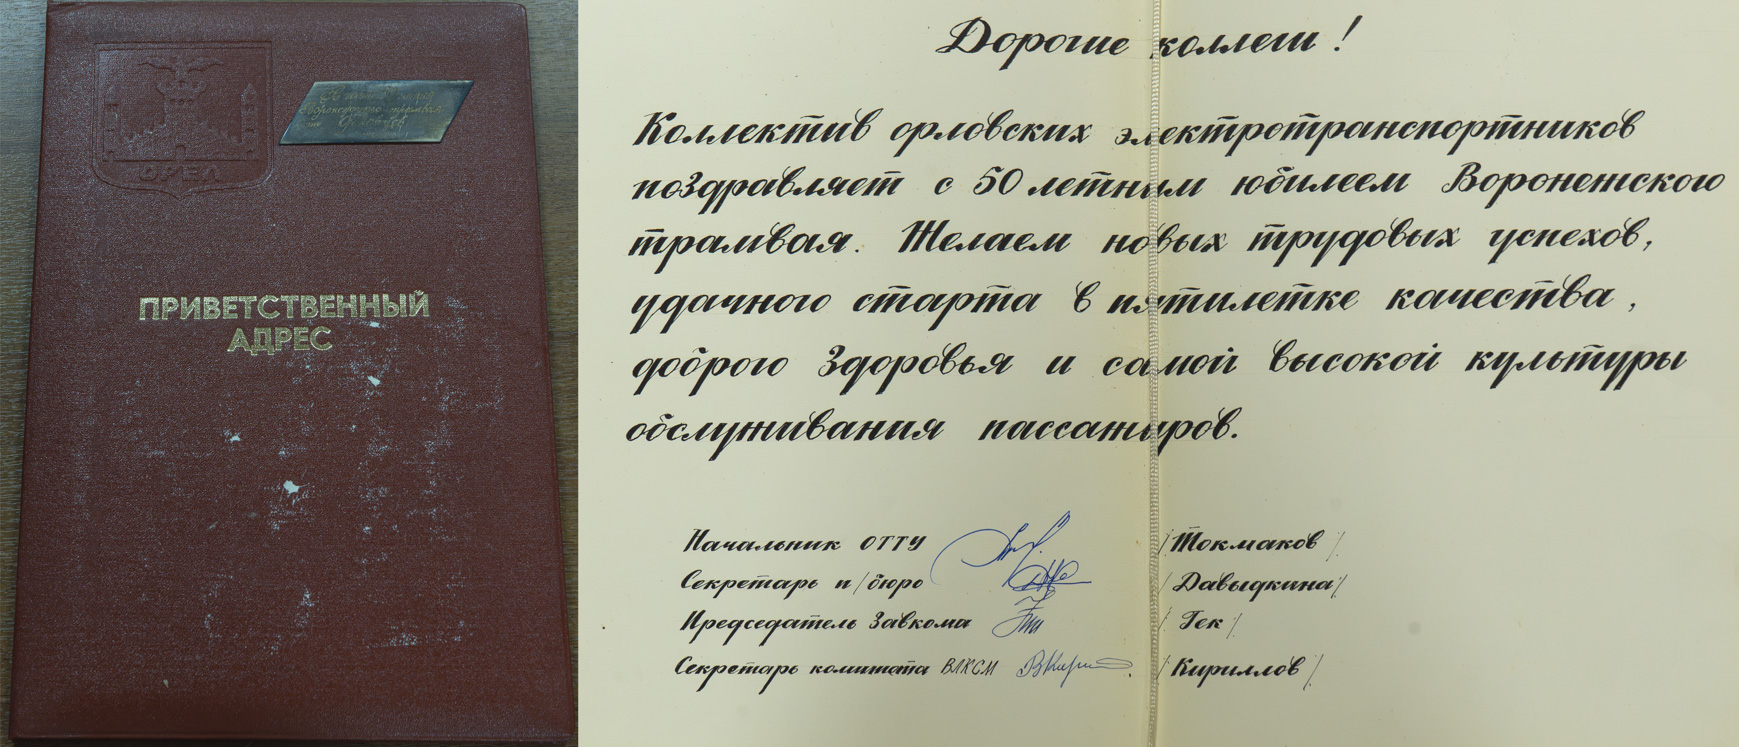 ОРЕЛ
Воронежского трамвая
ПРИВЕТСТВЕННЫЙ
АДРЕС
Дорогие коллеги!
Коллектив орловских электротранспортников
поздравляет с 50 летним юбилеем Воронежского
трамвая. Желаем новых трудовых успехов,
удачного старта в пятилетке качества,
доброго здоровья и самой высокой культуры
обслуживания пассажиров.
Начальник ОТТУ /Токмаков/
Секретарь п/бюро /Давыдкина/
Председатель Завкома /Гек/
Секретарь комитета ВЛКСМ /Кириллов/